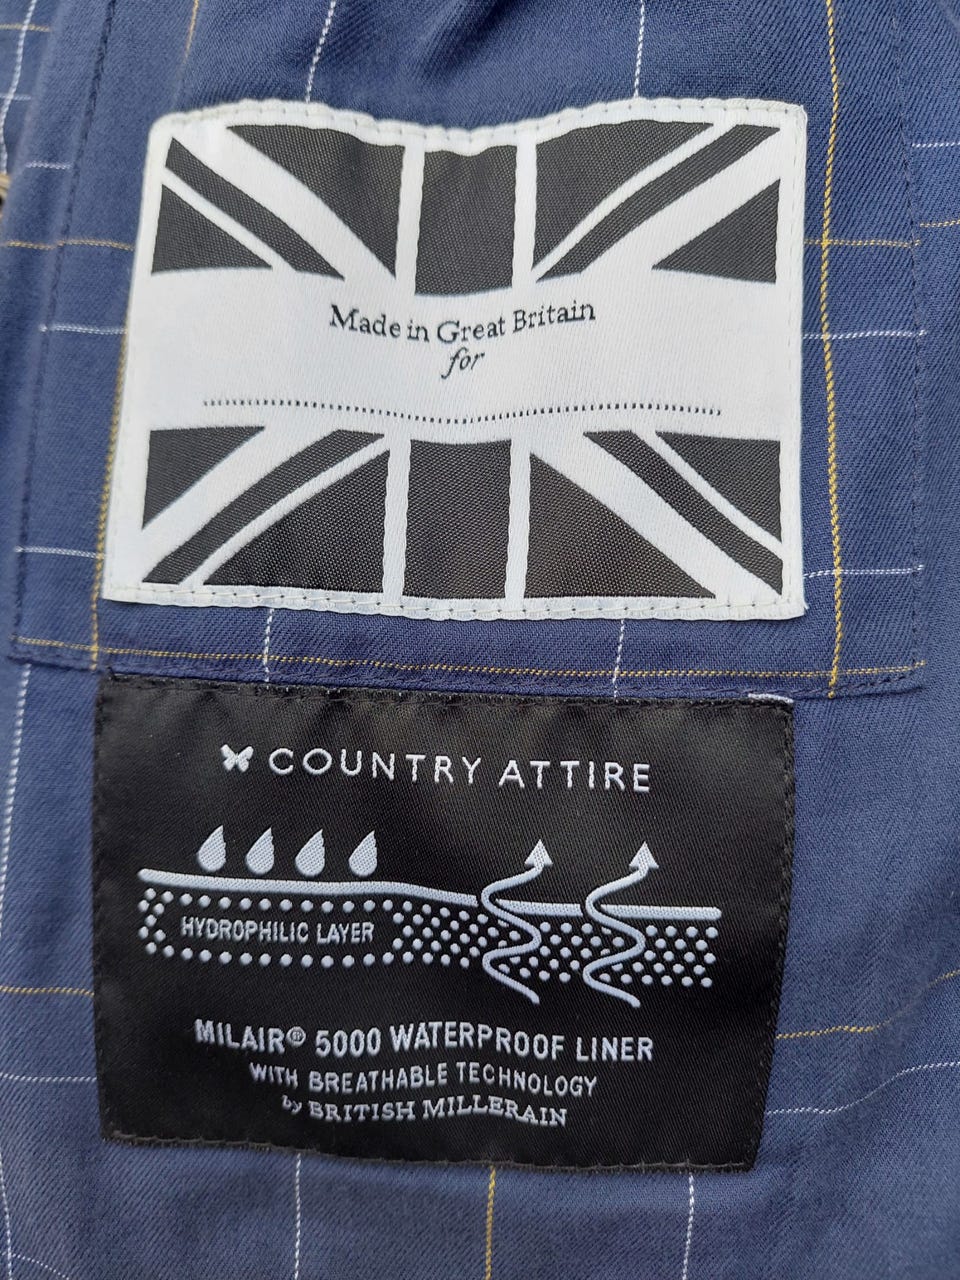 Made in Great Britain
for
COUNTRY ATTIRE
HYDROPHILIC LAYER
MILAIR® 5000 WATERPROOF LINER
WITH BREATHABLE TECHNOLOGY
by BRITISH MILLERAIN